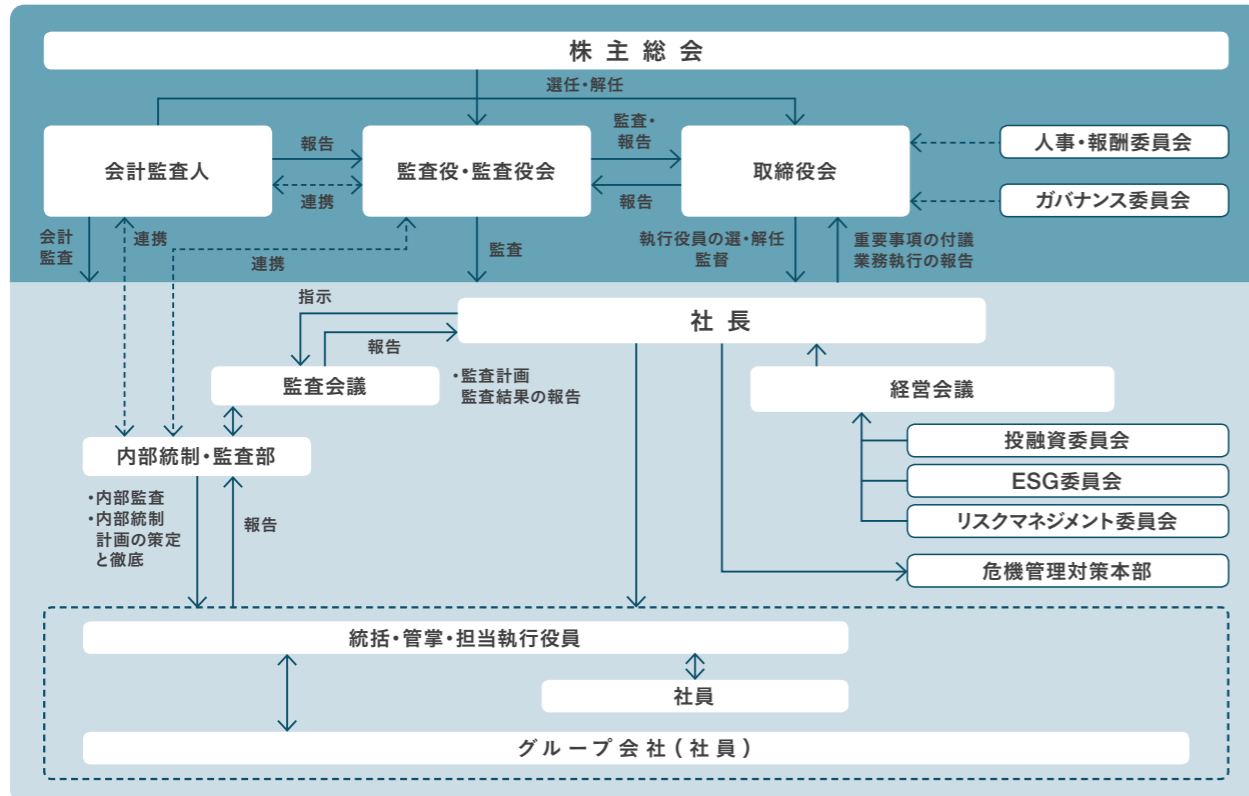 株主総会
選任・解任
会計監査人
報告
連携
監査役・監査役会
監査・
報告
報告
取締役会
人事・報酬委員会
ガバナンス委員会
会計
監査
連携
連携
監査
執行役員の選・解任
監督
重要事項の付議
業務執行の報告
指示
社長
報告
監査会議
・監査計画
監査結果の報告
経営会議
投融資委員会
ESG委員会
リスクマネジメント委員会
危機管理対策本部
内部統制・監査部
・内部監査
・内部統制
計画の策定
と徹底
報告
統括・管掌・担当執行役員
社員
グループ会社(社員)